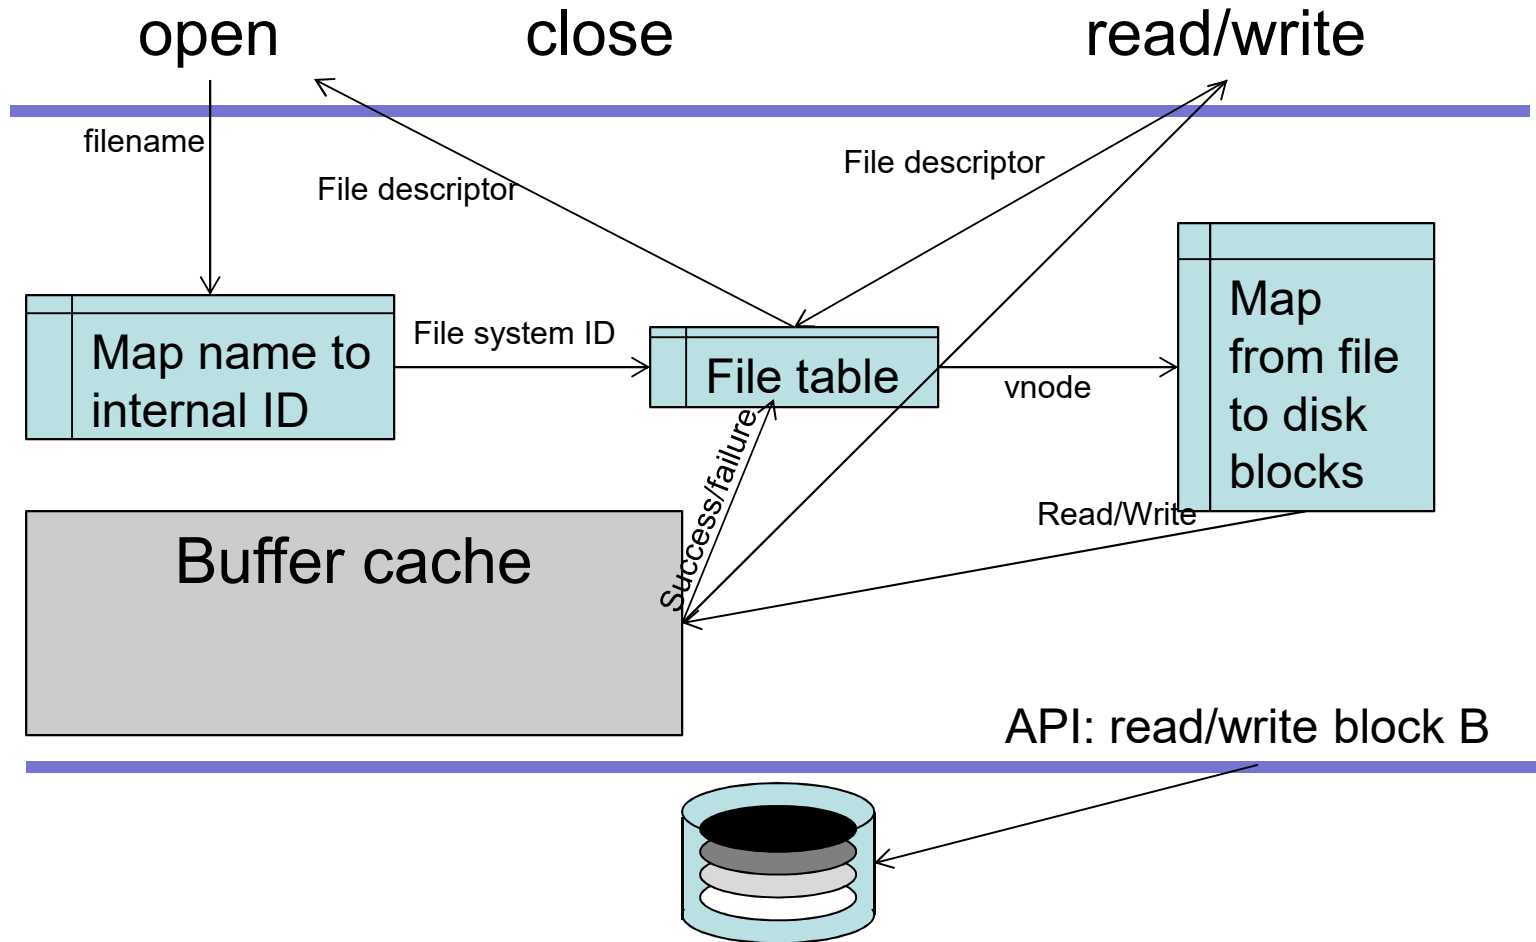 open
close
read/write
filename
File descriptor
File descriptor
Map name to
internal ID
File system ID
File table
vnode
Map
from file
to disk
blocks
Success/failure
Read/Write
Buffer cache
API: read/write block B